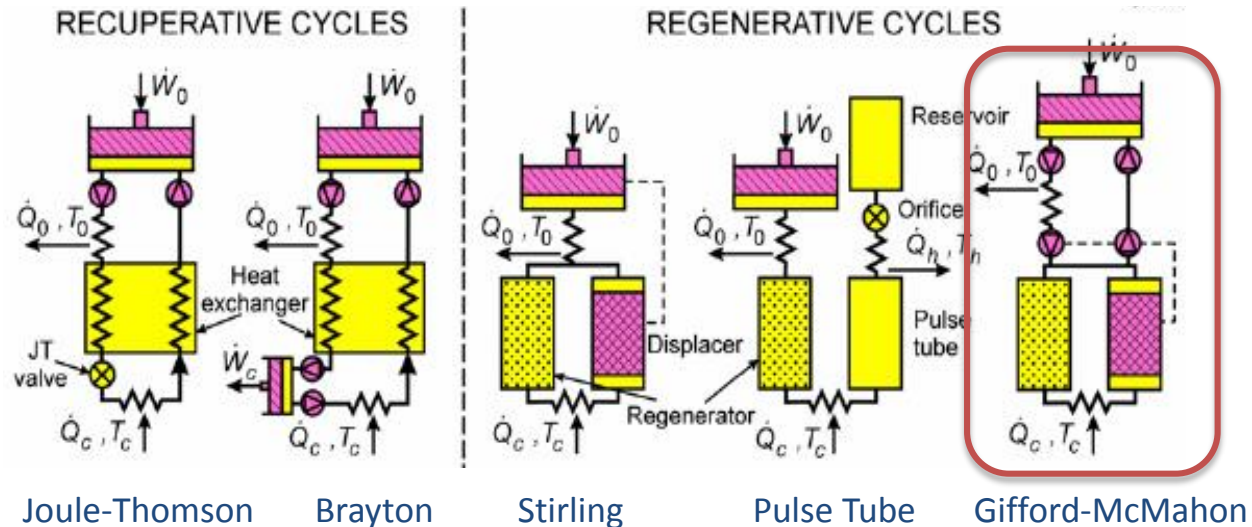 RECUPERATIVE CYCLES
REGENERATIVE CYCLES
Ẇ0
Ẇ0
Ẇ0
Ẇ0
Ẇ0
Reservoir
Orifice
Q̇0 , T0
Q̇0 , T0
Q̇0 , T0
Q̇0 , T0
Q̇0 , T0
Q̇h , Th
Heat
exchanger
JT
valve
Ẇc
Displacer
Pulse
tube
Regenerator
Q̇c , Tc
Q̇c , Tc
Q̇c , Tc
Q̇c , Tc
Q̇c , Tc
Joule-Thomson
Brayton
Stirling
Pulse Tube
Gifford-McMahon